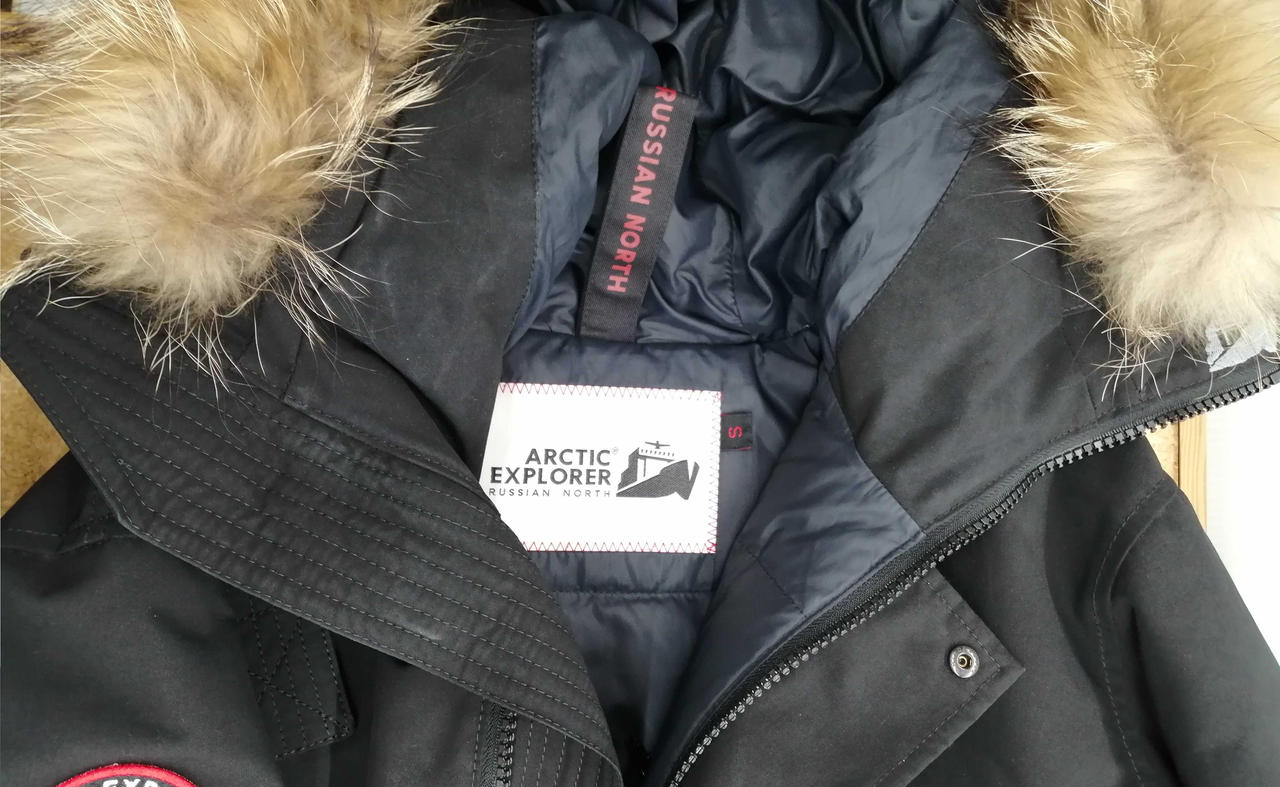 RUSSIAN NORTH
ARCTIC®
EXPLORER
RUSSIAN NORTH
S